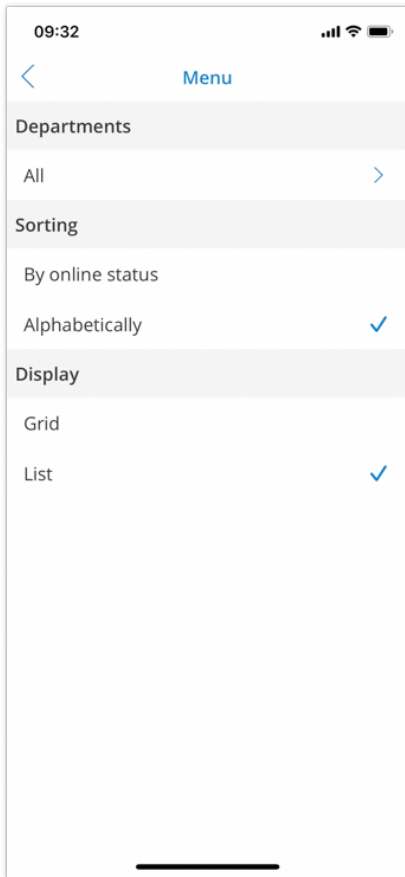 09:32
Menu
Departments
All
Sorting
By online status
Alphabetically
Display
Grid
List